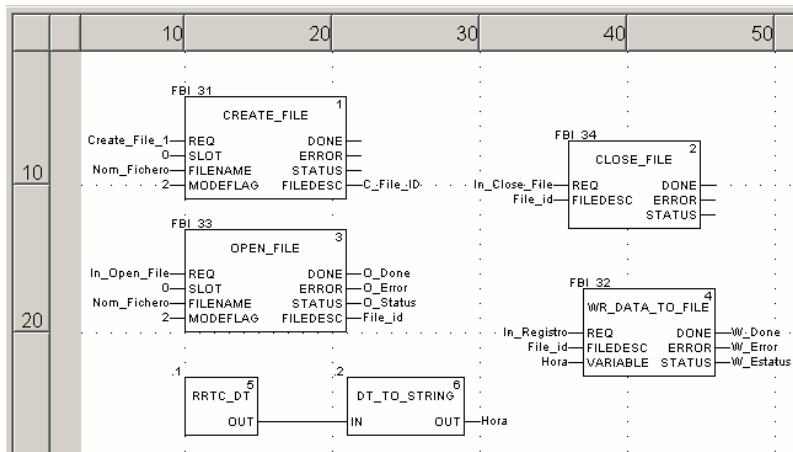 10 20 30 40 50
10
20
FBI_31
CREATE_FILE 1
Create_File_1 REQ DONE
0 SLOT ERROR
Nom_Fichero FILENAME STATUS
2 MODEFLAG FILEDESC C_File_ID
FBI_34
CLOSE_FILE 2
In_Close_File REQ DONE
File_id FILEDESC ERROR
STATUS
FBI_33
OPEN_FILE 3
In_Open_File REQ DONE O_Done
0 SLOT ERROR O_Error
Nom_Fichero FILENAME STATUS O_Status
2 MODEFLAG FILEDESC File_id
FBI_32
WR_DATA_TO_FILE 4
In_Registro REQ DONE W_Done
File_id FILEDESC ERROR W_Error
Hora VARIABLE STATUS W_Estatus
.1
RRTC_DT 5
OUT
.2
DT_TO_STRING 6
IN OUT Hora